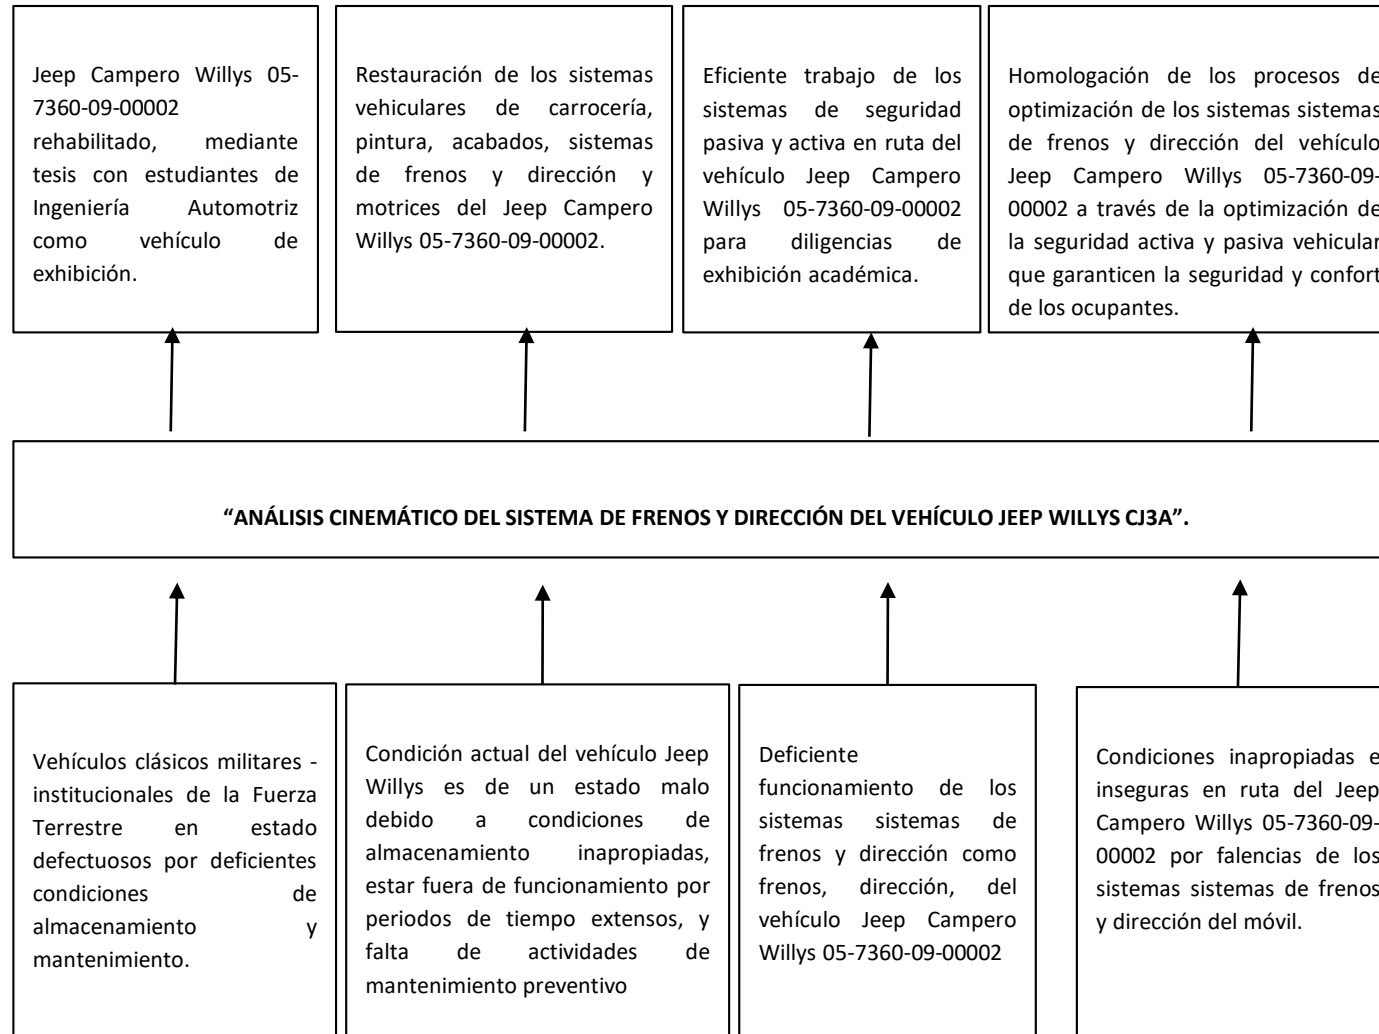 Jeep Campero Willys 05-
7360-09-00002
rehabilitado, mediante
tesis con estudiantes de
Ingeniería Automotriz
como vehículo de
exhibición.
Restauración de los sistemas
vehiculares de carrocería,
pintura, acabados, sistemas
de frenos y dirección y
motrices del Jeep Campero
Willys 05-7360-09-00002.
Eficiente trabajo de los
sistemas de seguridad
pasiva y activa en ruta del
vehículo Jeep Campero
Willys 05-7360-09-00002
para diligencias de
exhibición académica.
Homologación de los procesos de
optimización de los sistemas sistemas
de frenos y dirección del vehículo
Jeep Campero Willys 05-7360-09-
00002 a través de la optimización de
la seguridad activa y pasiva vehicular
que garanticen la seguridad y confort
de los ocupantes.
“ANÁLISIS CINEMÁTICO DEL SISTEMA DE FRENOS Y DIRECCIÓN DEL VEHÍCULO JEEP WILLYS CJ3A”.
Vehículos clásicos militares -
institucionales de la Fuerza
Terrestre en estado
defectuosos por deficientes
condiciones de
almacenamiento y
mantenimiento.
Condición actual del vehículo Jeep
Willys es de un estado malo
debido a condiciones de
almacenamiento inapropiadas,
estar fuera de funcionamiento por
periodos de tiempo extensos, y
falta de actividades de
mantenimiento preventivo
Deficiente
funcionamiento de los
sistemas sistemas de
frenos y dirección como
frenos, dirección, del
vehículo Jeep Campero
Willys 05-7360-09-00002
Condiciones inapropiadas e
inseguras en ruta del Jeep
Campero Willys 05-7360-09-
00002 por falencias de los
sistemas sistemas de frenos
y dirección del móvil.